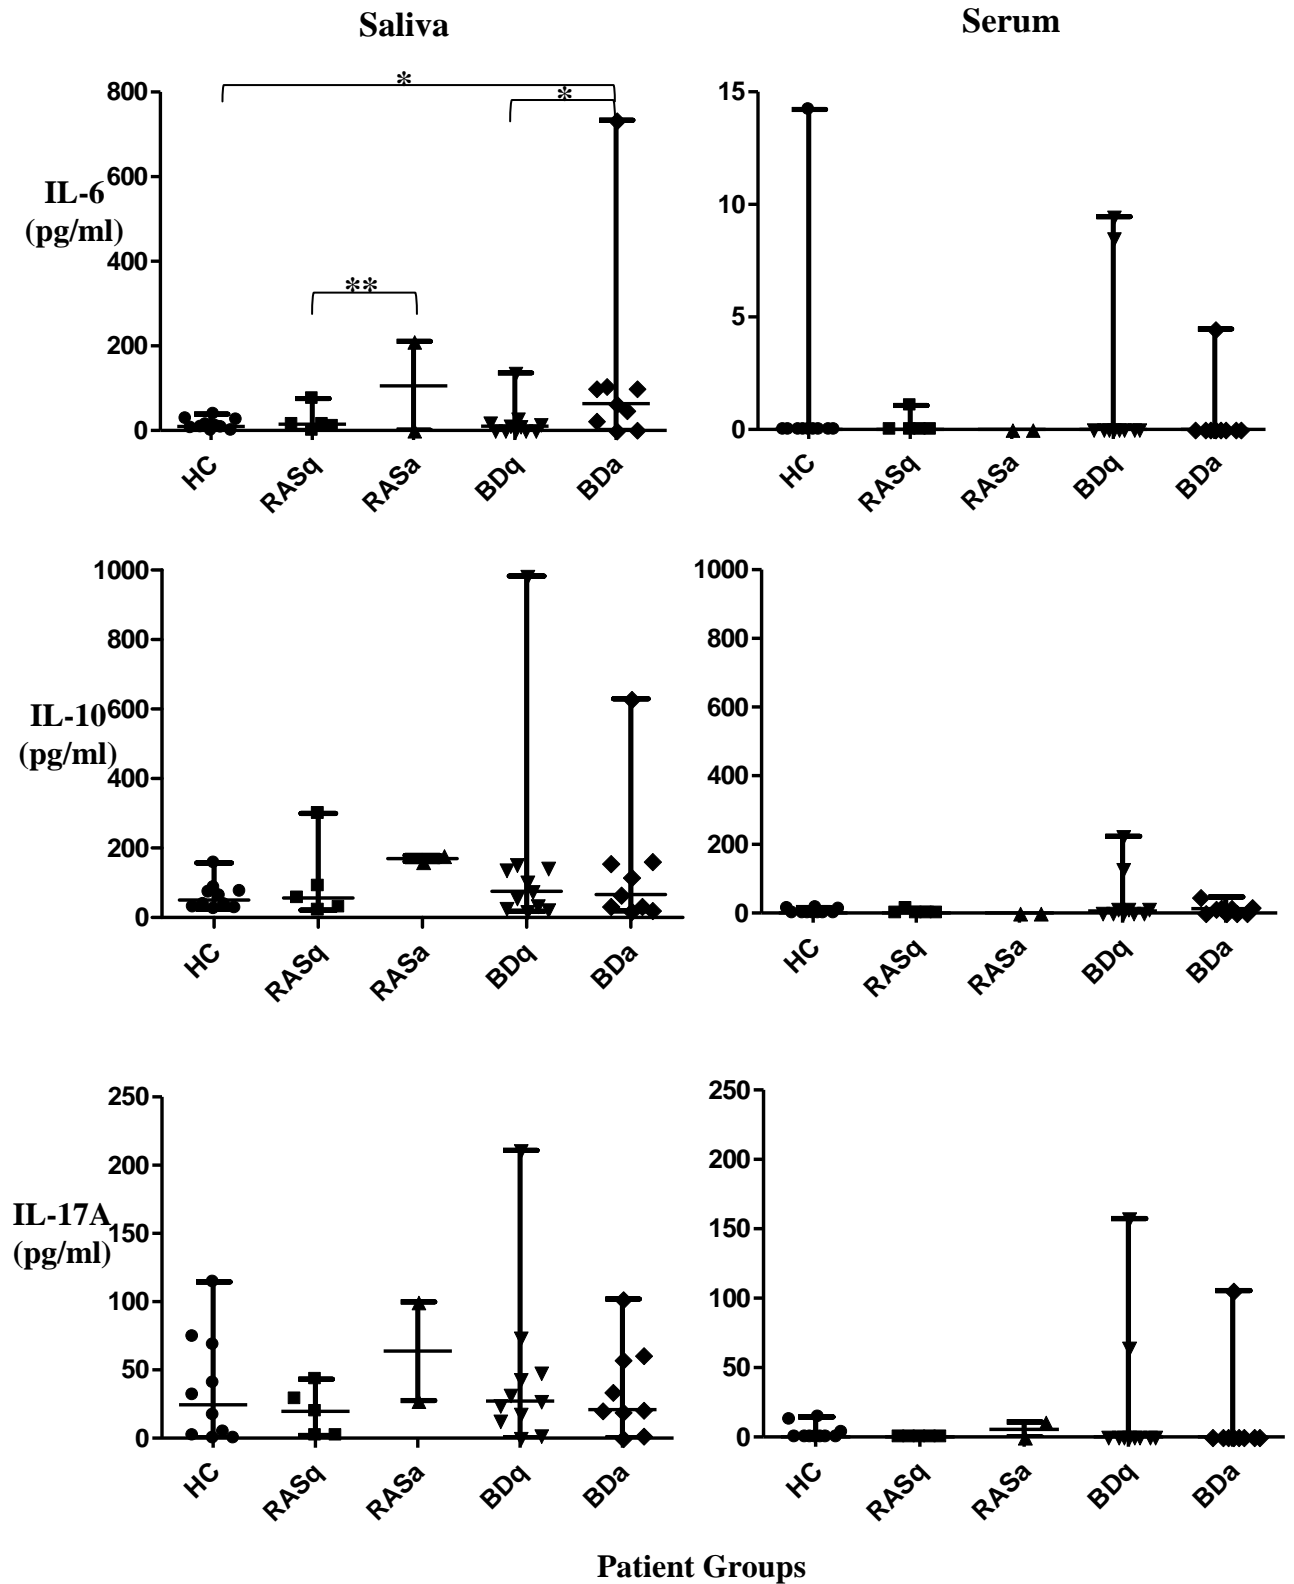 Saliva
Serum
*
*
**
IL-6
(pg/ml)
800
600
400
200
0
HC
RASq
RASa
BDq
BDa
15
10
5
0
HC
RASq
RASa
BDq
BDa
IL-10
(pg/ml)
1000
800
600
400
200
0
HC
RASq
RASa
BDq
BDa
1000
800
600
400
200
0
HC
RASq
RASa
BDq
BDa
IL-17A
(pg/ml)
250
200
150
100
50
0
HC
RASq
RASa
BDq
BDa
250
200
150
100
50
0
HC
RASq
RASa
BDq
BDa
Patient Groups